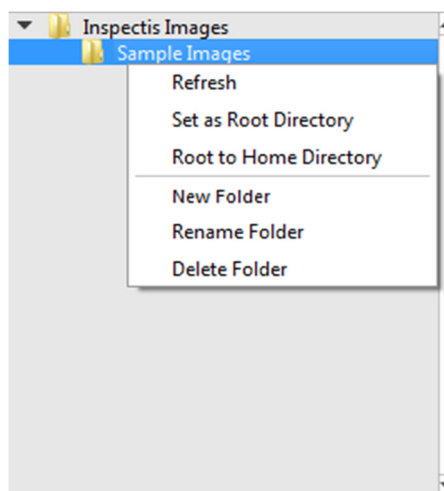 Inspectis Images
Sample Images
Refresh
Set as Root Directory
Root to Home Directory
New Folder
Rename Folder
Delete Folder